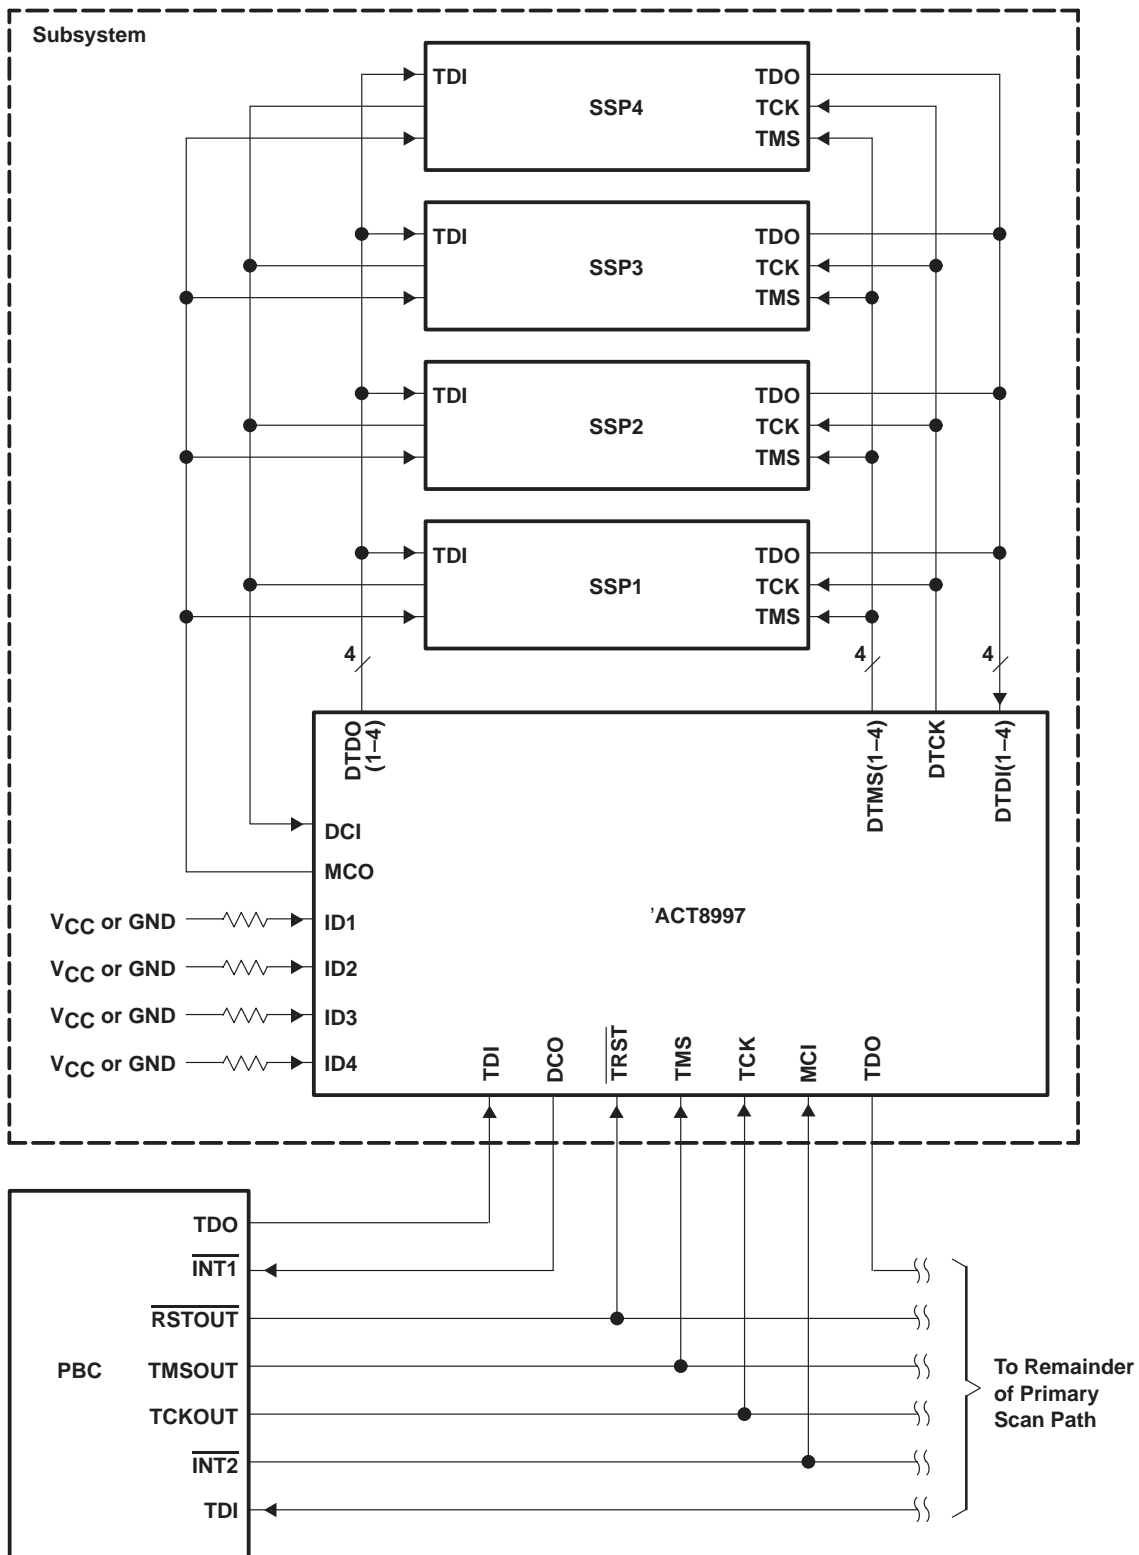 Subsystem
TDI
SSP4
TDO
TCK
TMS
TDI
SSP3
TDO
TCK
TMS
TDI
SSP2
TDO
TCK
TMS
TDI
SSP1
TDO
TCK
TMS
4
4
4
DTDO
(1–4)
DTMS(1–4)
DTCK
DTDI(1–4)
DCI
MCO
'ACT8997
VCC or GND
ID1
VCC or GND
ID2
VCC or GND
ID3
VCC or GND
ID4
TDI
DCO
TRST
TMS
TCK
MCI
TDO
PBC
TDO
INT1
RSTOUT
TMSOUT
TCKOUT
INT2
TDI
To Remainder
of Primary
Scan Path